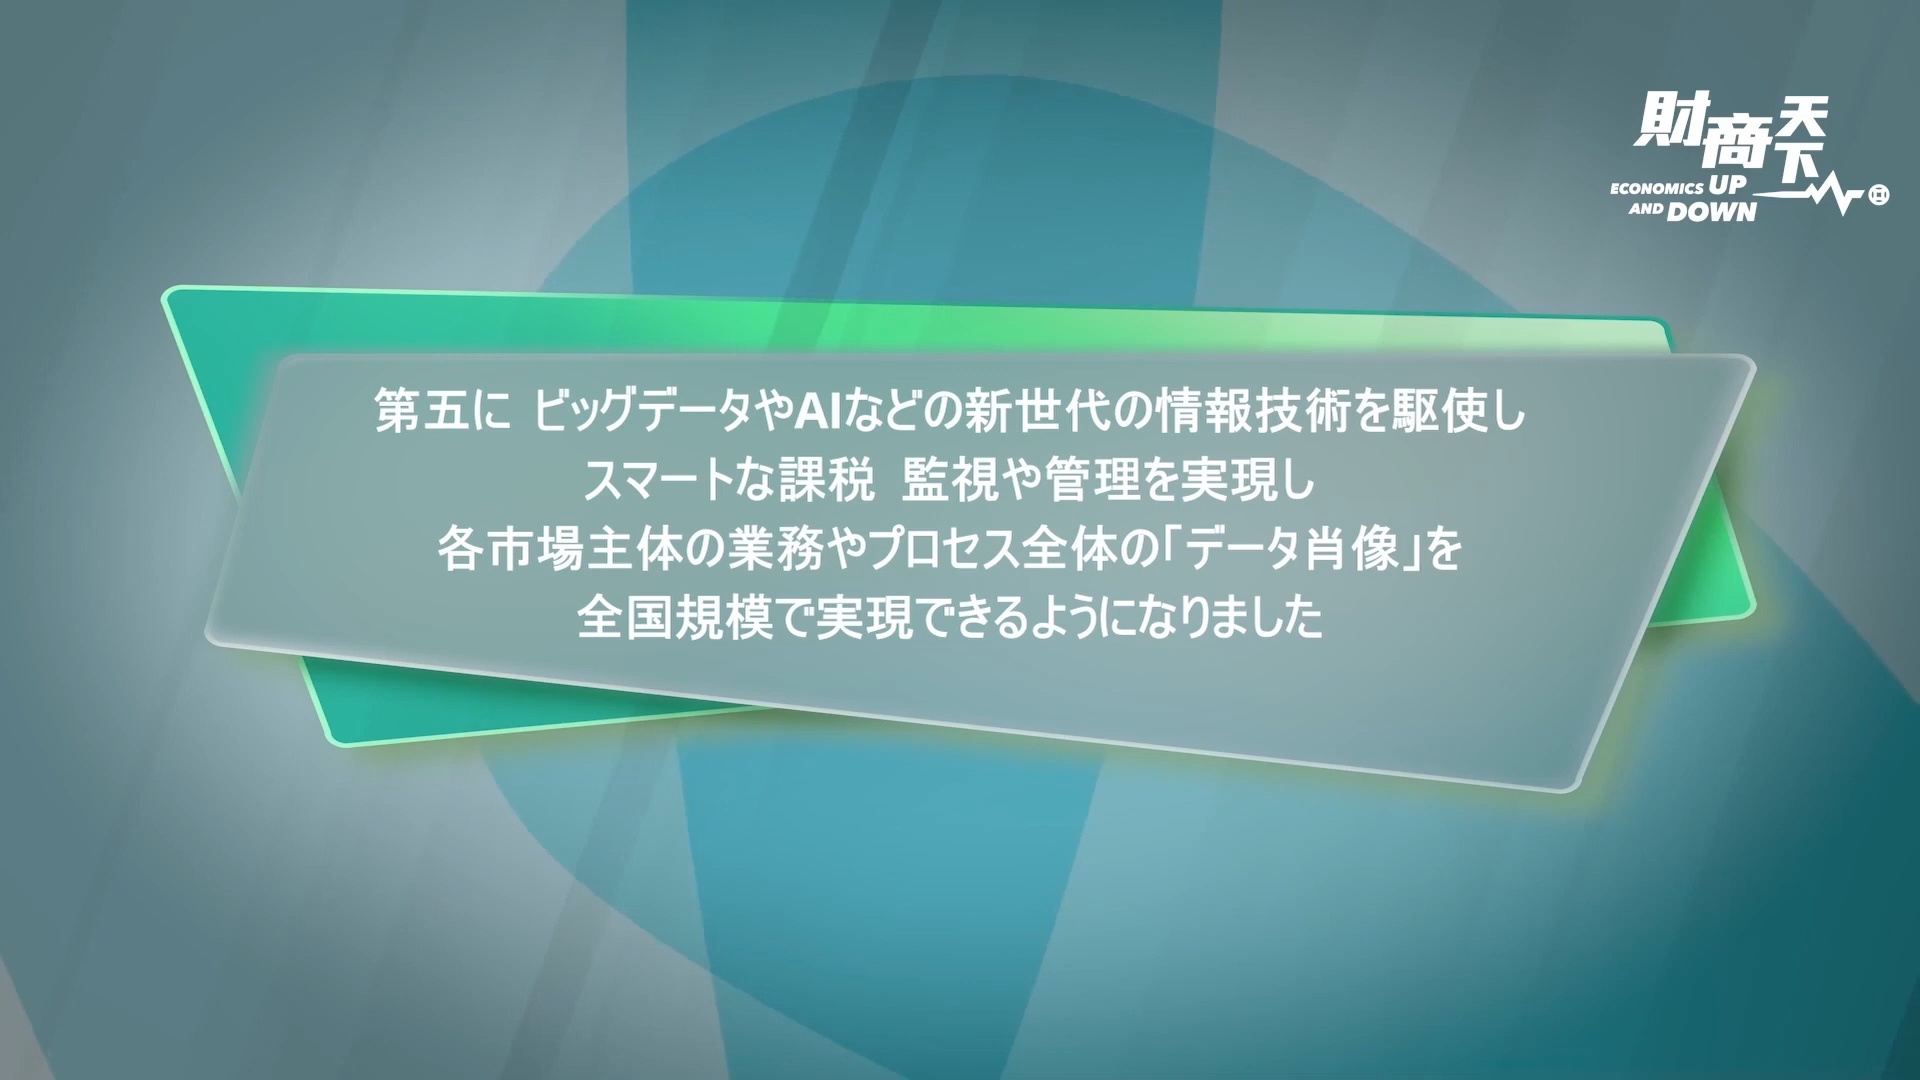 財商天下
ECONOMICS UP
AND DOWN
第五に ビッグデータやAIなどの新世代の情報技術を駆使し
スマートな課税 監視や管理を実現し
各市場主体の業務やプロセス全体の「データ肖像」を
全国規模で実現できるようになりました